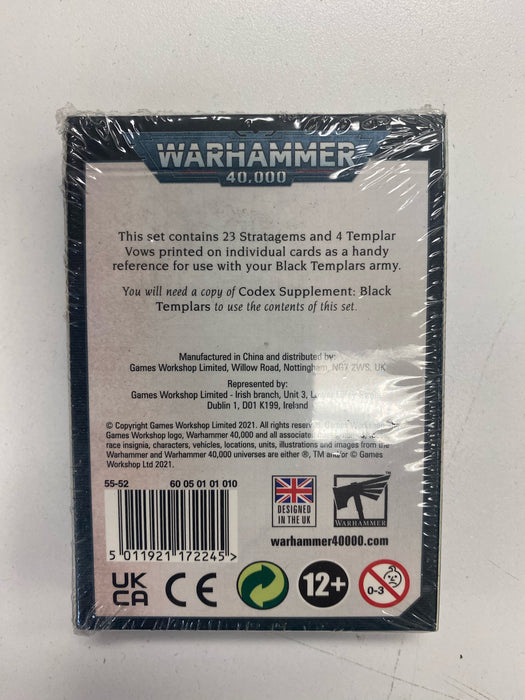 WARHAMMER
40,000
This set contains 23 Stratagems and 4 Templar
Vows printed on individual cards as a handy
reference for use with your Black Templars army.
You will need a copy of Codex Supplement: Black
Templars to use the contents of this set.
Manufactured in China and distributed by:
Games Workshop Limited, Willow Road, Nottingham, NG7 2WS, UK
Represented by:
Games Workshop Limited - Irish branch, Unit 3,
Dublin 1, D01 K199, Ireland
© Copyright Games Workshop Limited 2021. All rights
Games Workshop logo, Warhammer 40,000 and all
race insignia, characters, vehicles, locations, units, illustrations and images from the
Warhammer and Warhammer 40,000 universes are either ®, TM and/or © Games
Workshop Ltd 2021.
55-52 60 05 01 01 010
5 011921 172245 >
DESIGNED
IN THE UK
WARHAMMER
warhammer40000.com
UK
CA
CE
12+
0-3